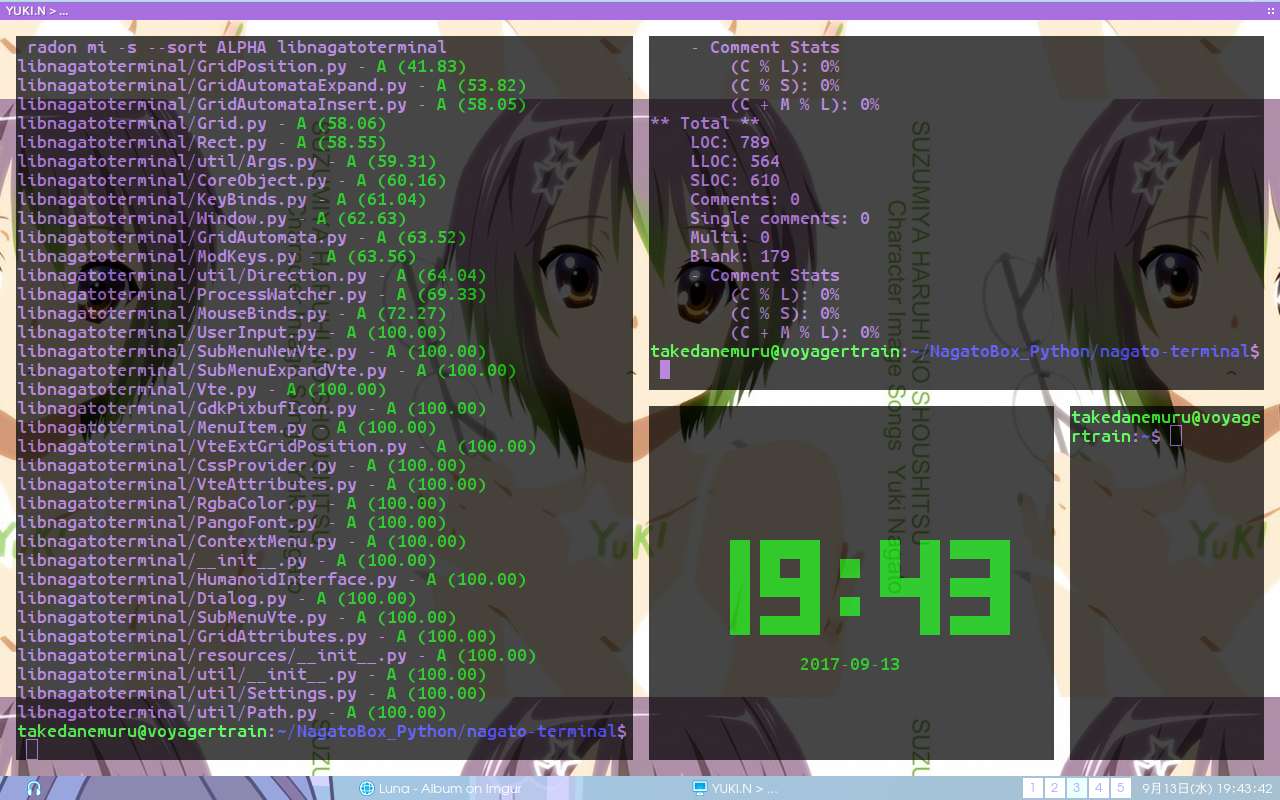 YUKI.N > ...
radon mi -s --sort ALPHA libnagatoterminal
libnagatoterminal/GridPosition.py - A (41.83)
libnagatoterminal/GridAutomataExpand.py - A (53.82)
libnagatoterminal/GridAutomataInsert.py - A (58.05)
libnagatoterminal/Grid.py - A (58.06)
libnagatoterminal/Rect.py - A (58.55)
libnagatoterminal/util/Args.py - A (59.31)
libnagatoterminal/CoreObject.py - A (60.16)
libnagatoterminal/KeyBinds.py - A (61.04)
libnagatoterminal/Window.py - A (62.63)
libnagatoterminal/GridAutomata.py - A (63.52)
libnagatoterminal/ModKeys.py - A (63.56)
libnagatoterminal/util/Direction.py - A (64.04)
libnagatoterminal/ProcessWatcher.py - A (69.33)
libnagatoterminal/MouseBinds.py - A (72.27)
libnagatoterminal/UserInput.py - A (100.00)
libnagatoterminal/SubMenuNewVte.py - A (100.00)
libnagatoterminal/SubMenuExpandVte.py - A (100.00)
libnagatoterminal/Vte.py - A (100.00)
libnagatoterminal/GdkPixbufIcon.py - A (100.00)
libnagatoterminal/MenuItem.py - A (100.00)
libnagatoterminal/VteExtGridPosition.py - A (100.00)
libnagatoterminal/CssProvider.py - A (100.00)
libnagatoterminal/VteAttributes.py - A (100.00)
libnagatoterminal/RgbaColor.py - A (100.00)
libnagatoterminal/PangoFont.py - A (100.00)
libnagatoterminal/ContextMenu.py - A (100.00)
libnagatoterminal/__init__.py - A (100.00)
libnagatoterminal/HumanoidInterface.py - A (100.00)
libnagatoterminal/Dialog.py - A (100.00)
libnagatoterminal/SubMenuVte.py - A (100.00)
libnagatoterminal/GridAttributes.py - A (100.00)
libnagatoterminal/resources/__init__.py - A (100.00)
libnagatoterminal/util/__init__.py - A (100.00)
libnagatoterminal/util/Settings.py - A (100.00)
libnagatoterminal/util/Path.py - A (100.00)
takedanemuru@voyagertrain:~/NagatoBox_Python/nagato-terminal$
- Comment Stats
(C % L): 0%
(C % S): 0%
(C + M % L): 0%
** Total **
LOC: 789
LLOC: 564
SLOC: 610
Comments: 0
Single comments: 0
Multi: 0
Blank: 179
- Comment Stats
(C % L): 0%
(C % S): 0%
(C + M % L): 0%
takedanemuru@voyagertrain:~/NagatoBox_Python/nagato-terminal$
19:43
2017-09-13
takedanemuru@voyage
rtrain:~$
SUZUMIYA HARUHI NO SHOUSHITSU
Character Image Songs Yuki Nagato
YUKI
Luna - Album on Imgur
YUKI.N > ...
1 2 3 4 5
9月13日(水) 19:43:42